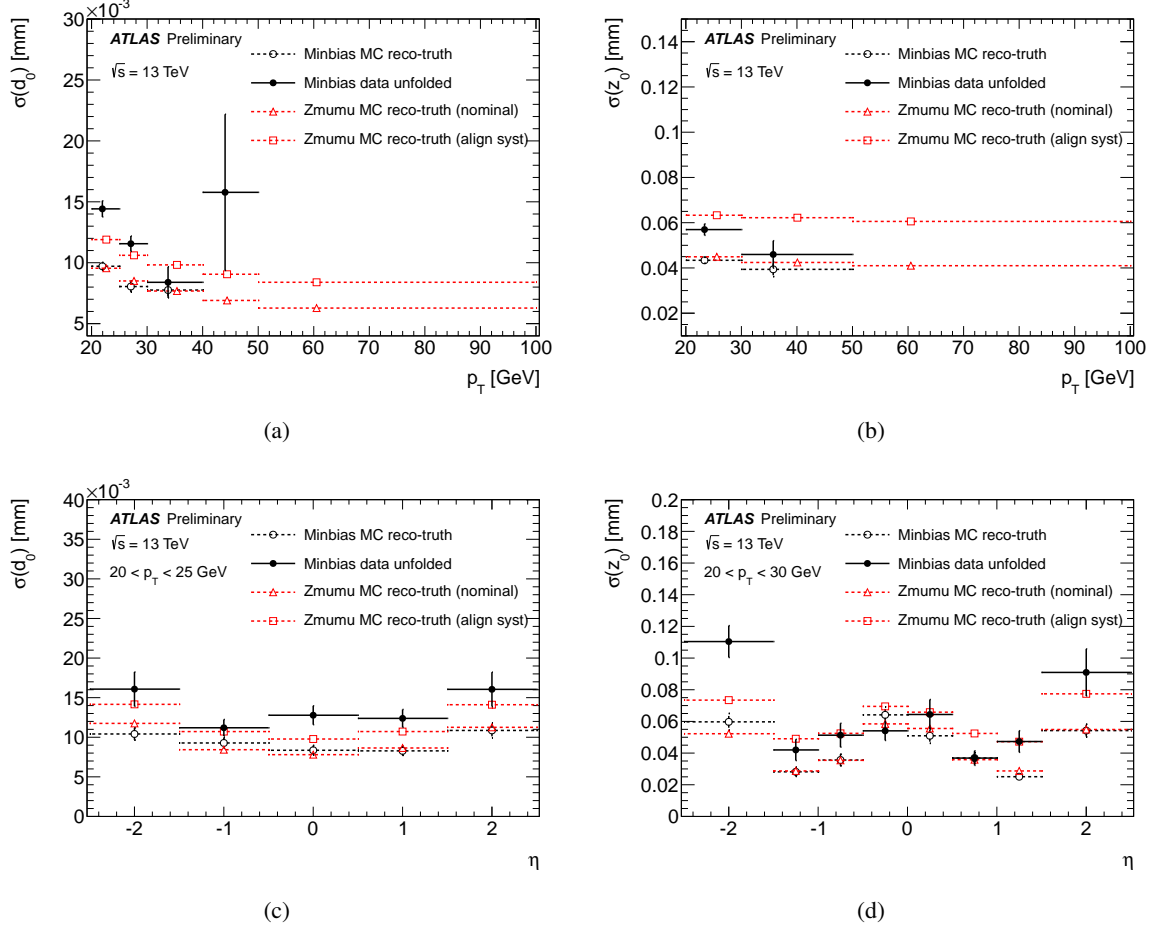 σ(d₀) [mm]
30 ×10⁻³
25
20
15
10
5
ATLAS Preliminary
√s = 13 TeV
Minbias MC reco-truth
Minbias data unfolded
Zmumu MC reco-truth (nominal)
Zmumu MC reco-truth (align syst)
20 30 40 50 60 70 80 90 100
p_T [GeV]
(a)
σ(z₀) [mm]
0.14
0.12
0.1
0.08
0.06
0.04
0.02
ATLAS Preliminary
√s = 13 TeV
Minbias MC reco-truth
Minbias data unfolded
Zmumu MC reco-truth (nominal)
Zmumu MC reco-truth (align syst)
20 30 40 50 60 70 80 90 100
p_T [GeV]
(b)
σ(d₀) [mm]
40 ×10⁻³
35
30
25
20
15
10
5
0
ATLAS Preliminary
√s = 13 TeV
20 < p_T < 25 GeV
Minbias MC reco-truth
Minbias data unfolded
Zmumu MC reco-truth (nominal)
Zmumu MC reco-truth (align syst)
-2 -1 0 1 2
η
(c)
σ(z₀) [mm]
0.2
0.18
0.16
0.14
0.12
0.1
0.08
0.06
0.04
0.02
0
ATLAS Preliminary
√s = 13 TeV
20 < p_T < 30 GeV
Minbias MC reco-truth
Minbias data unfolded
Zmumu MC reco-truth (nominal)
Zmumu MC reco-truth (align syst)
-2 -1 0 1 2
η
(d)